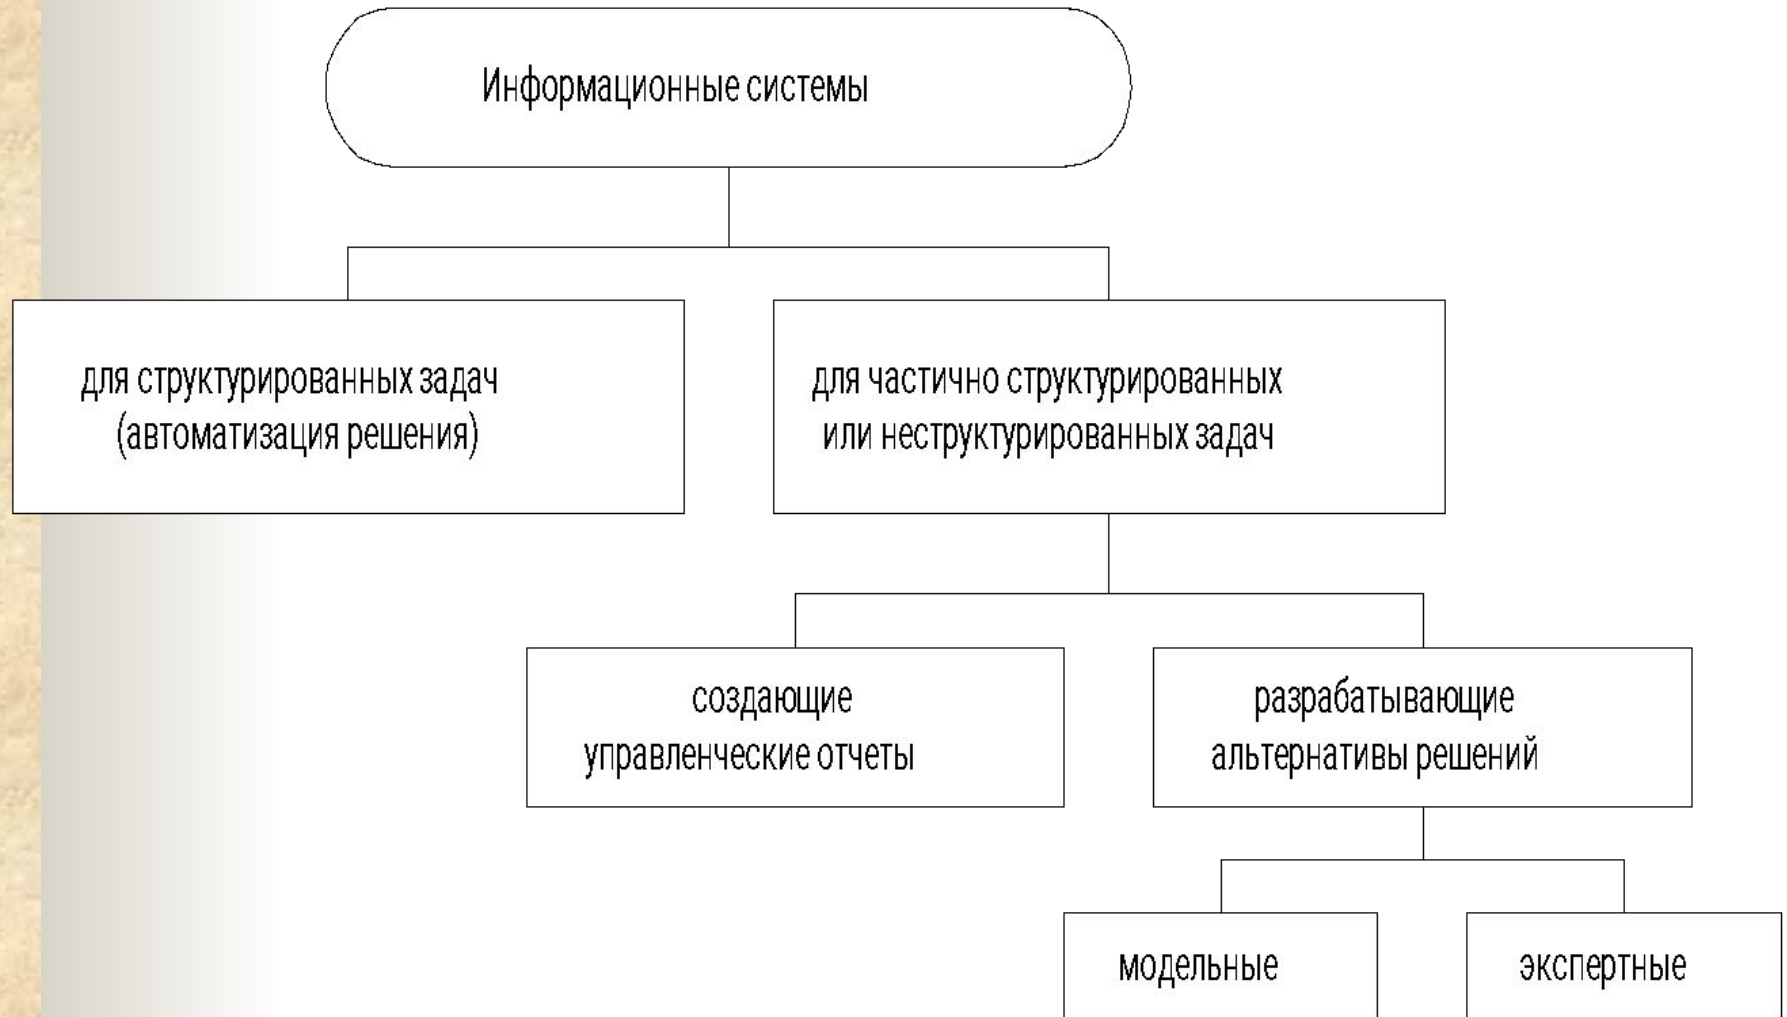 Информационные системы
для структурированных задач
(автоматизация решения)
для частично структурированных
или неструктурированных задач
создающие
управленческие отчеты
разрабатывающие
альтернативы решений
модельные
экспертные